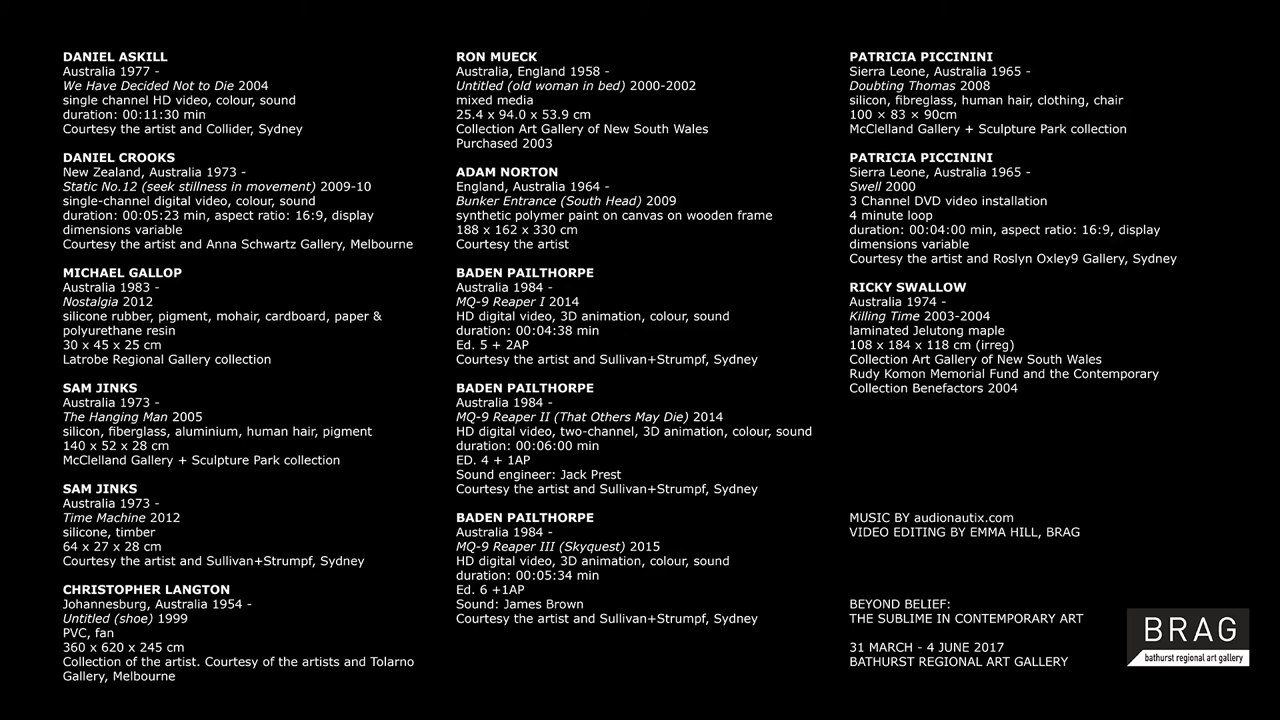 DANIEL ASKILL
Australia 1977 -
We Have Decided Not to Die 2004
single channel HD video, colour, sound
duration: 00:11:30 min
Courtesy the artist and Collider, Sydney
DANIEL CROOKS
New Zealand, Australia 1973 -
Static No.12 (seek stillness in movement) 2009-10
single-channel digital video, colour, sound
duration: 00:05:23 min, aspect ratio: 16:9, display
dimensions variable
Courtesy the artist and Anna Schwartz Gallery, Melbourne
MICHAEL GALLOP
Australia 1983 -
Nostalgia 2012
silicone rubber, pigment, mohair, cardboard, paper &
polyurethane resin
30 x 45 x 25 cm
Latrobe Regional Gallery collection
SAM JINKS
Australia 1973 -
The Hanging Man 2005
silicon, fiberglass, aluminium, human hair, pigment
140 x 52 x 28 cm
McClelland Gallery + Sculpture Park collection
SAM JINKS
Australia 1973 -
Time Machine 2012
silicone, timber
64 x 27 x 28 cm
Courtesy the artist and Sullivan+Strumpf, Sydney
CHRISTOPHER LANGTON
Johannesburg, Australia 1954 -
Untitled (shoe) 1999
PVC, fan
360 x 620 x 245 cm
Collection of the artist. Courtesy of the artists and Tolarno
Gallery, Melbourne
RON MUECK
Australia, England 1958 -
Untitled (old woman in bed) 2000-2002
mixed media
25.4 x 94.0 x 53.9 cm
Collection Art Gallery of New South Wales
Purchased 2003
ADAM NORTON
England, Australia 1964 -
Bunker Entrance (South Head) 2009
synthetic polymer paint on canvas on wooden frame
188 x 162 x 330 cm
Courtesy the artist
BADEN PAILTHORPE
Australia 1984 -
MQ-9 Reaper I 2014
HD digital video, 3D animation, colour, sound
duration: 00:04:38 min
Ed. 5 + 2AP
Courtesy the artist and Sullivan+Strumpf, Sydney
BADEN PAILTHORPE
Australia 1984 -
MQ-9 Reaper II (That Others May Die) 2014
HD digital video, two-channel, 3D animation, colour, sound
duration: 00:06:00 min
ED. 4 + 1AP
Sound engineer: Jack Prest
Courtesy the artist and Sullivan+Strumpf, Sydney
BADEN PAILTHORPE
Australia 1984 -
MQ-9 Reaper III (Skyquest) 2015
HD digital video, 3D animation, colour, sound
duration: 00:05:34 min
Ed. 6 +1AP
Sound: James Brown
Courtesy the artist and Sullivan+Strumpf, Sydney
PATRICIA PICCININI
Sierra Leone, Australia 1965 -
Doubting Thomas 2008
silicon, fibreglass, human hair, clothing, chair
100 × 83 × 90cm
McClelland Gallery + Sculpture Park collection
PATRICIA PICCININI
Sierra Leone, Australia 1965 -
Swell 2000
3 Channel DVD video installation
4 minute loop
duration: 00:04:00 min, aspect ratio: 16:9, display
dimensions variable
Courtesy the artist and Roslyn Oxley9 Gallery, Sydney
RICKY SWALLOW
Australia 1974 -
Killing Time 2003-2004
laminated Jelutong maple
108 x 184 x 118 cm (irreg)
Collection Art Gallery of New South Wales
Rudy Komon Memorial Fund and the Contemporary
Collection Benefactors 2004
MUSIC BY audionautix.com
VIDEO EDITING BY EMMA HILL, BRAG
BEYOND BELIEF:
THE SUBLIME IN CONTEMPORARY ART
31 MARCH - 4 JUNE 2017
BATHURST REGIONAL ART GALLERY
BRAG
bathurst regional art gallery